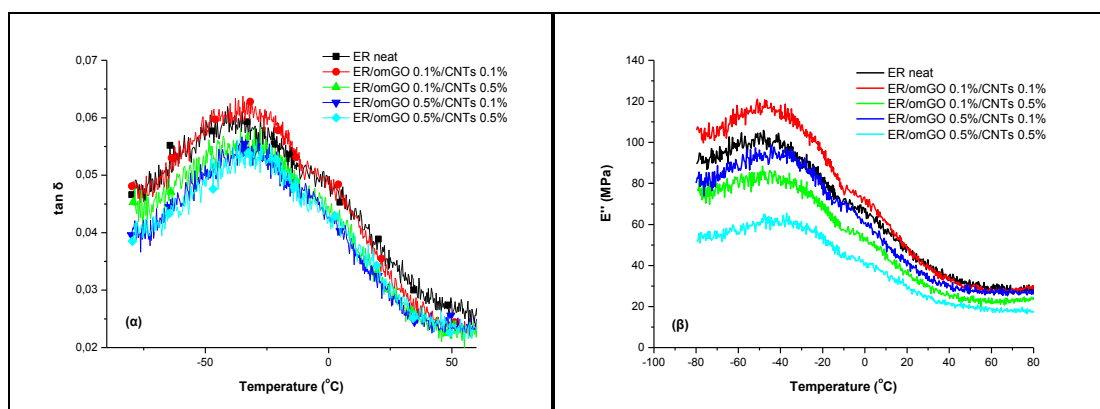 0,07
0,06
0,05
0,04
0,03
0,02
tan δ
ER neat
ER/omGO 0.1%/CNTs 0.1%
ER/omGO 0.1%/CNTs 0.5%
ER/omGO 0.5%/CNTs 0.1%
ER/omGO 0.5%/CNTs 0.5%
(α)
-50 0 50
Temperature (°C)
140
120
100
80
60
40
20
0
E'' (MPa)
ER neat
ER/omGO 0.1%/CNTs 0.1%
ER/omGO 0.1%/CNTs 0.5%
ER/omGO 0.5%/CNTs 0.1%
ER/omGO 0.5%/CNTs 0.5%
(β)
-100 -80 -60 -40 -20 0 20 40 60 80
Temperature (°C)